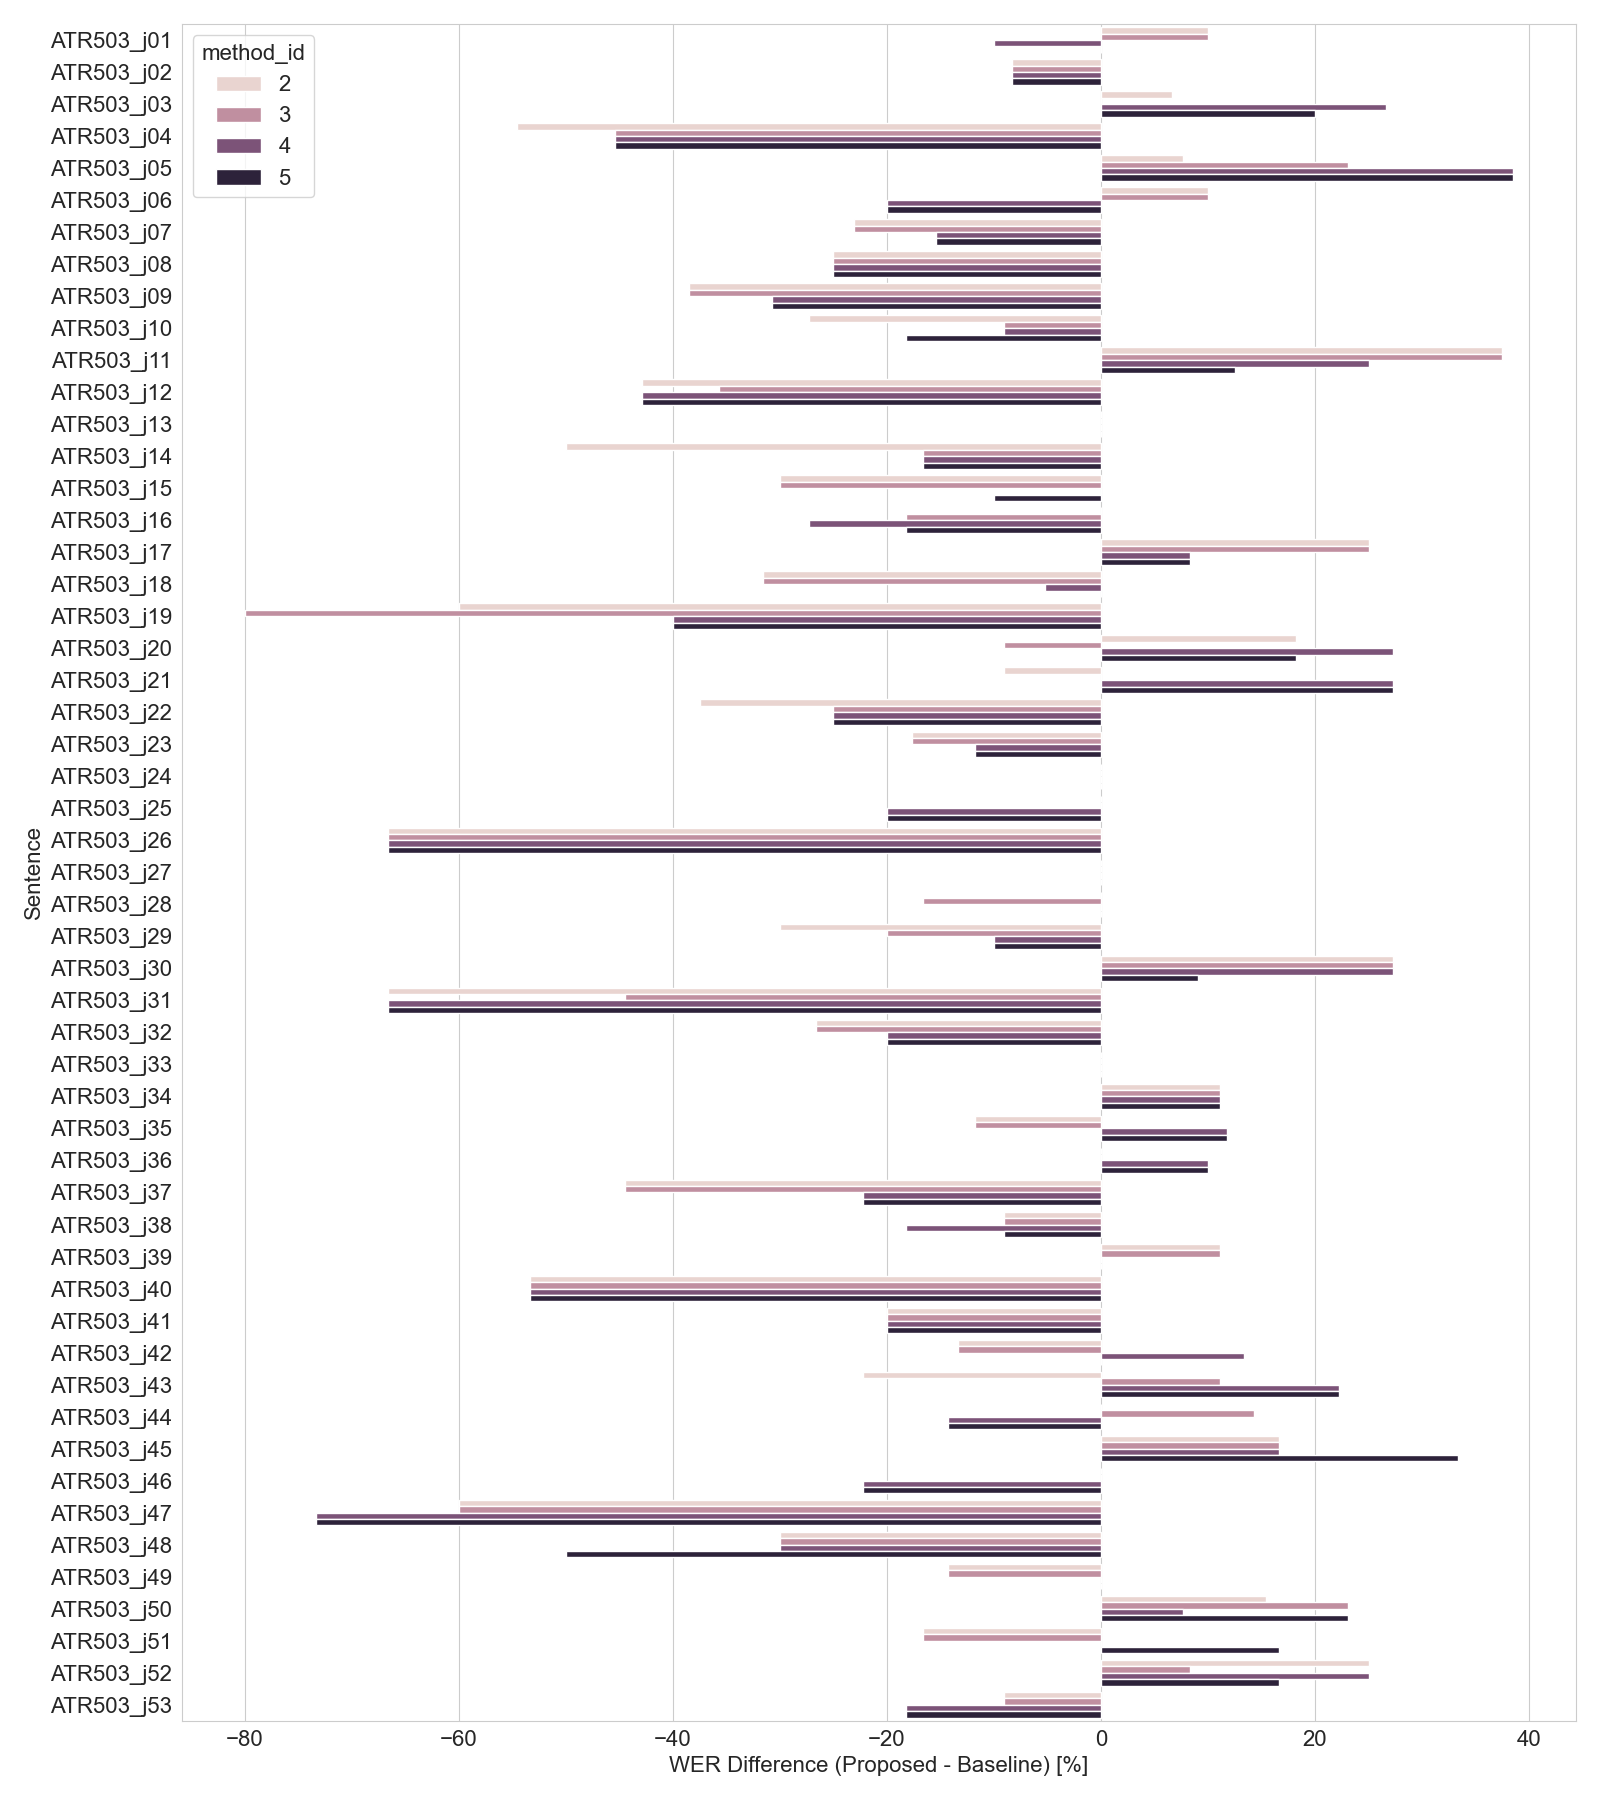 method_id
2
3
4
5
Sentence
ATR503_j01
ATR503_j02
ATR503_j03
ATR503_j04
ATR503_j05
ATR503_j06
ATR503_j07
ATR503_j08
ATR503_j09
ATR503_j10
ATR503_j11
ATR503_j12
ATR503_j13
ATR503_j14
ATR503_j15
ATR503_j16
ATR503_j17
ATR503_j18
ATR503_j19
ATR503_j20
ATR503_j21
ATR503_j22
ATR503_j23
ATR503_j24
ATR503_j25
ATR503_j26
ATR503_j27
ATR503_j28
ATR503_j29
ATR503_j30
ATR503_j31
ATR503_j32
ATR503_j33
ATR503_j34
ATR503_j35
ATR503_j36
ATR503_j37
ATR503_j38
ATR503_j39
ATR503_j40
ATR503_j41
ATR503_j42
ATR503_j43
ATR503_j44
ATR503_j45
ATR503_j46
ATR503_j47
ATR503_j48
ATR503_j49
ATR503_j50
ATR503_j51
ATR503_j52
ATR503_j53
−80 −60 −40 −20 0 20 40
WER Difference (Proposed - Baseline) [%]